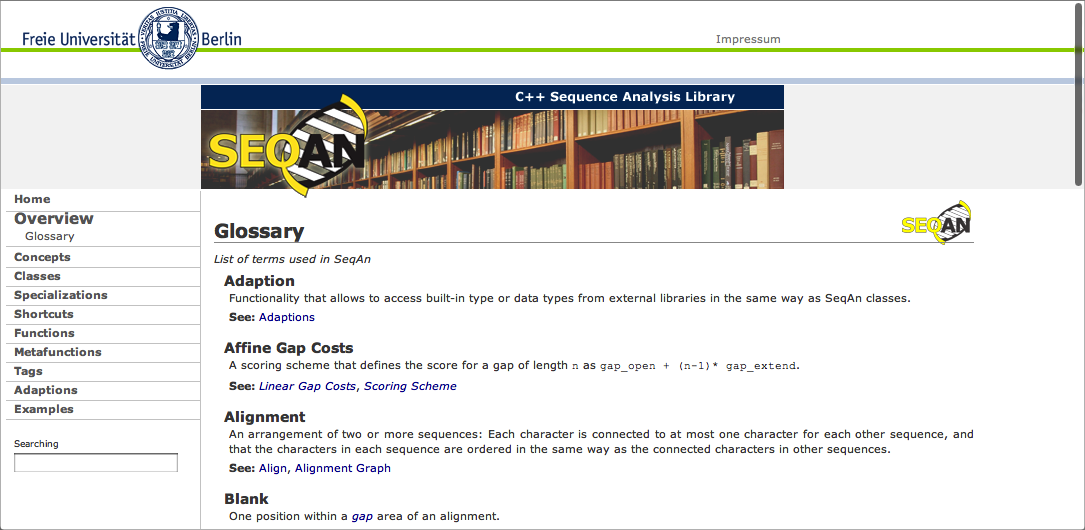 Freie Universität Berlin
Impressum
C++ Sequence Analysis Library
SEQAN
Home
Overview
Glossary
Concepts
Classes
Specializations
Shortcuts
Functions
Metafunctions
Tags
Adaptions
Examples
Searching
SEQAN
Glossary
List of terms used in SeqAn
Adaption
Functionality that allows to access built-in type or data types from external libraries in the same way as SeqAn classes.
See: Adaptions
Affine Gap Costs
A scoring scheme that defines the score for a gap of length n as gap_open + (n-1)* gap_extend.
See: Linear Gap Costs, Scoring Scheme
Alignment
An arrangement of two or more sequences: Each character is connected to at most one character for each other sequence, and
that the characters in each sequence are ordered in the same way as the connected characters in other sequences.
See: Align, Alignment Graph
Blank
One position within a gap area of an alignment.